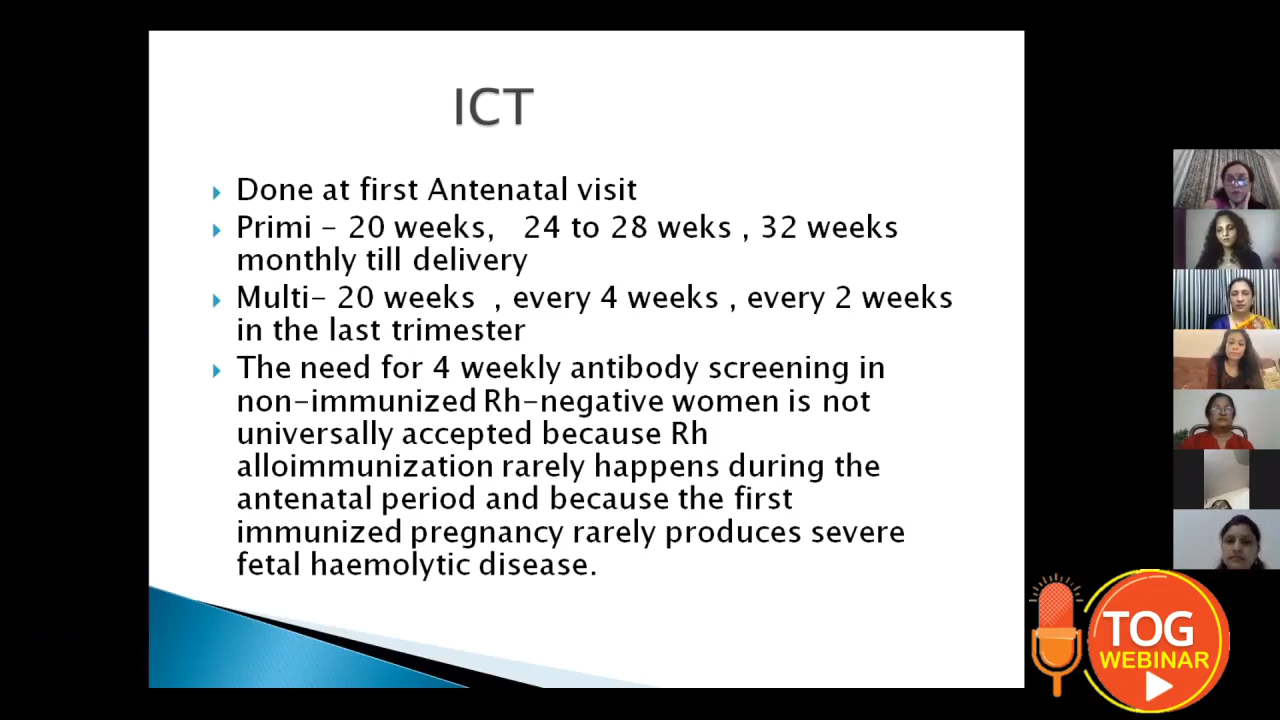 ICT
Done at first Antenatal visit
Primi – 20 weeks, 24 to 28 weks , 32 weeks
monthly till delivery
Multi– 20 weeks , every 4 weeks , every 2 weeks
in the last trimester
The need for 4 weekly antibody screening in
non-immunized Rh-negative women is not
universally accepted because Rh
alloimmunization rarely happens during the
antenatal period and because the first
immunized pregnancy rarely produces severe
fetal haemolytic disease.
TOG
WEBINAR